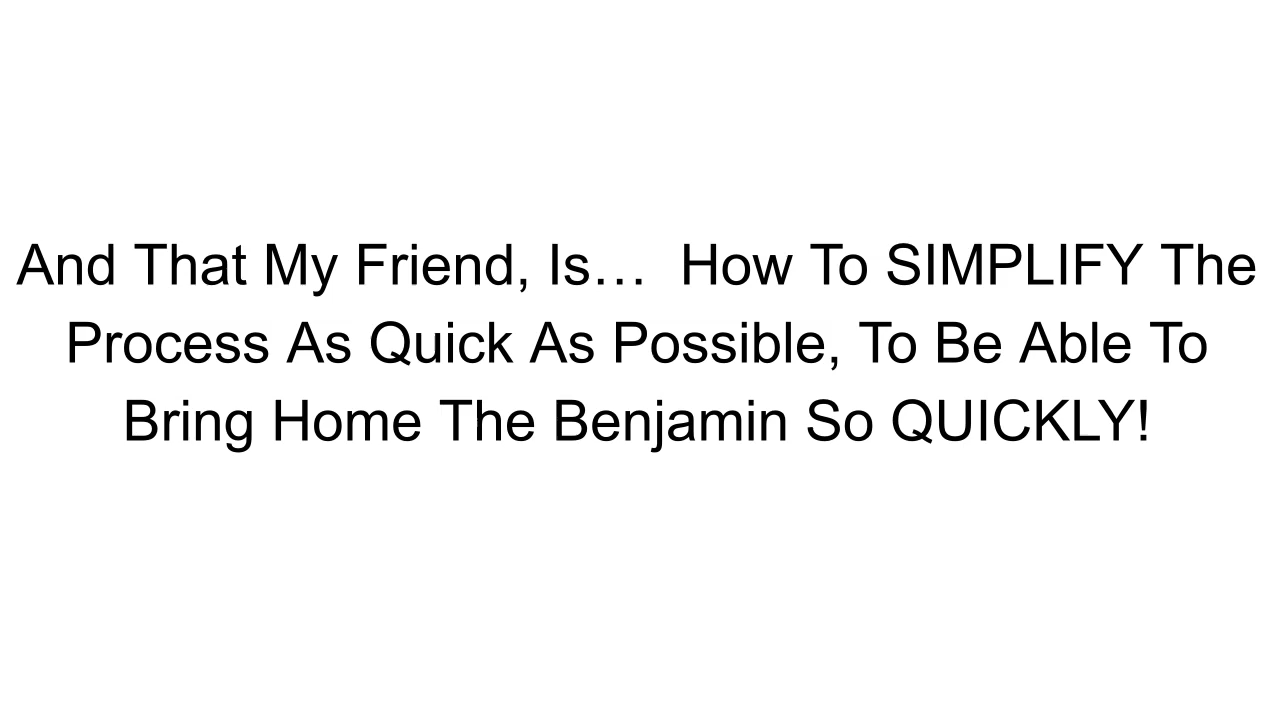 And That My Friend, Is…  How To SIMPLIFY The
Process As Quick As Possible, To Be Able To
Bring Home The Benjamin So QUICKLY!